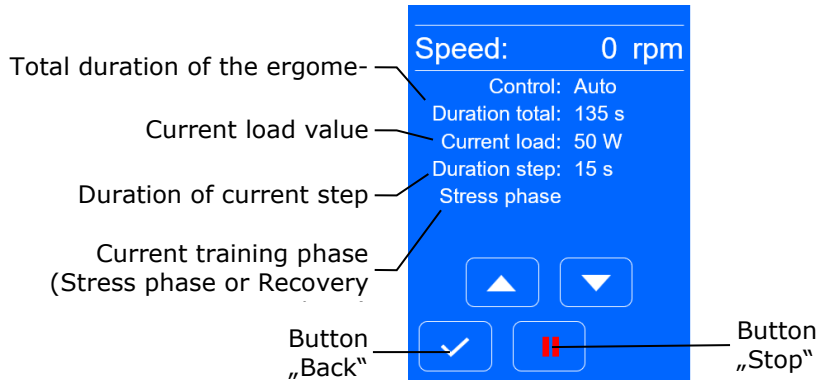 Speed: 0 rpm
Total duration of the ergome-
Control: Auto
Duration total: 135 s
Current load value
Current load: 50 W
Duration step: 15 s
Duration of current step
Stress phase
Current training phase
(Stress phase or Recovery
Button
„Back“
Button
„Stop“